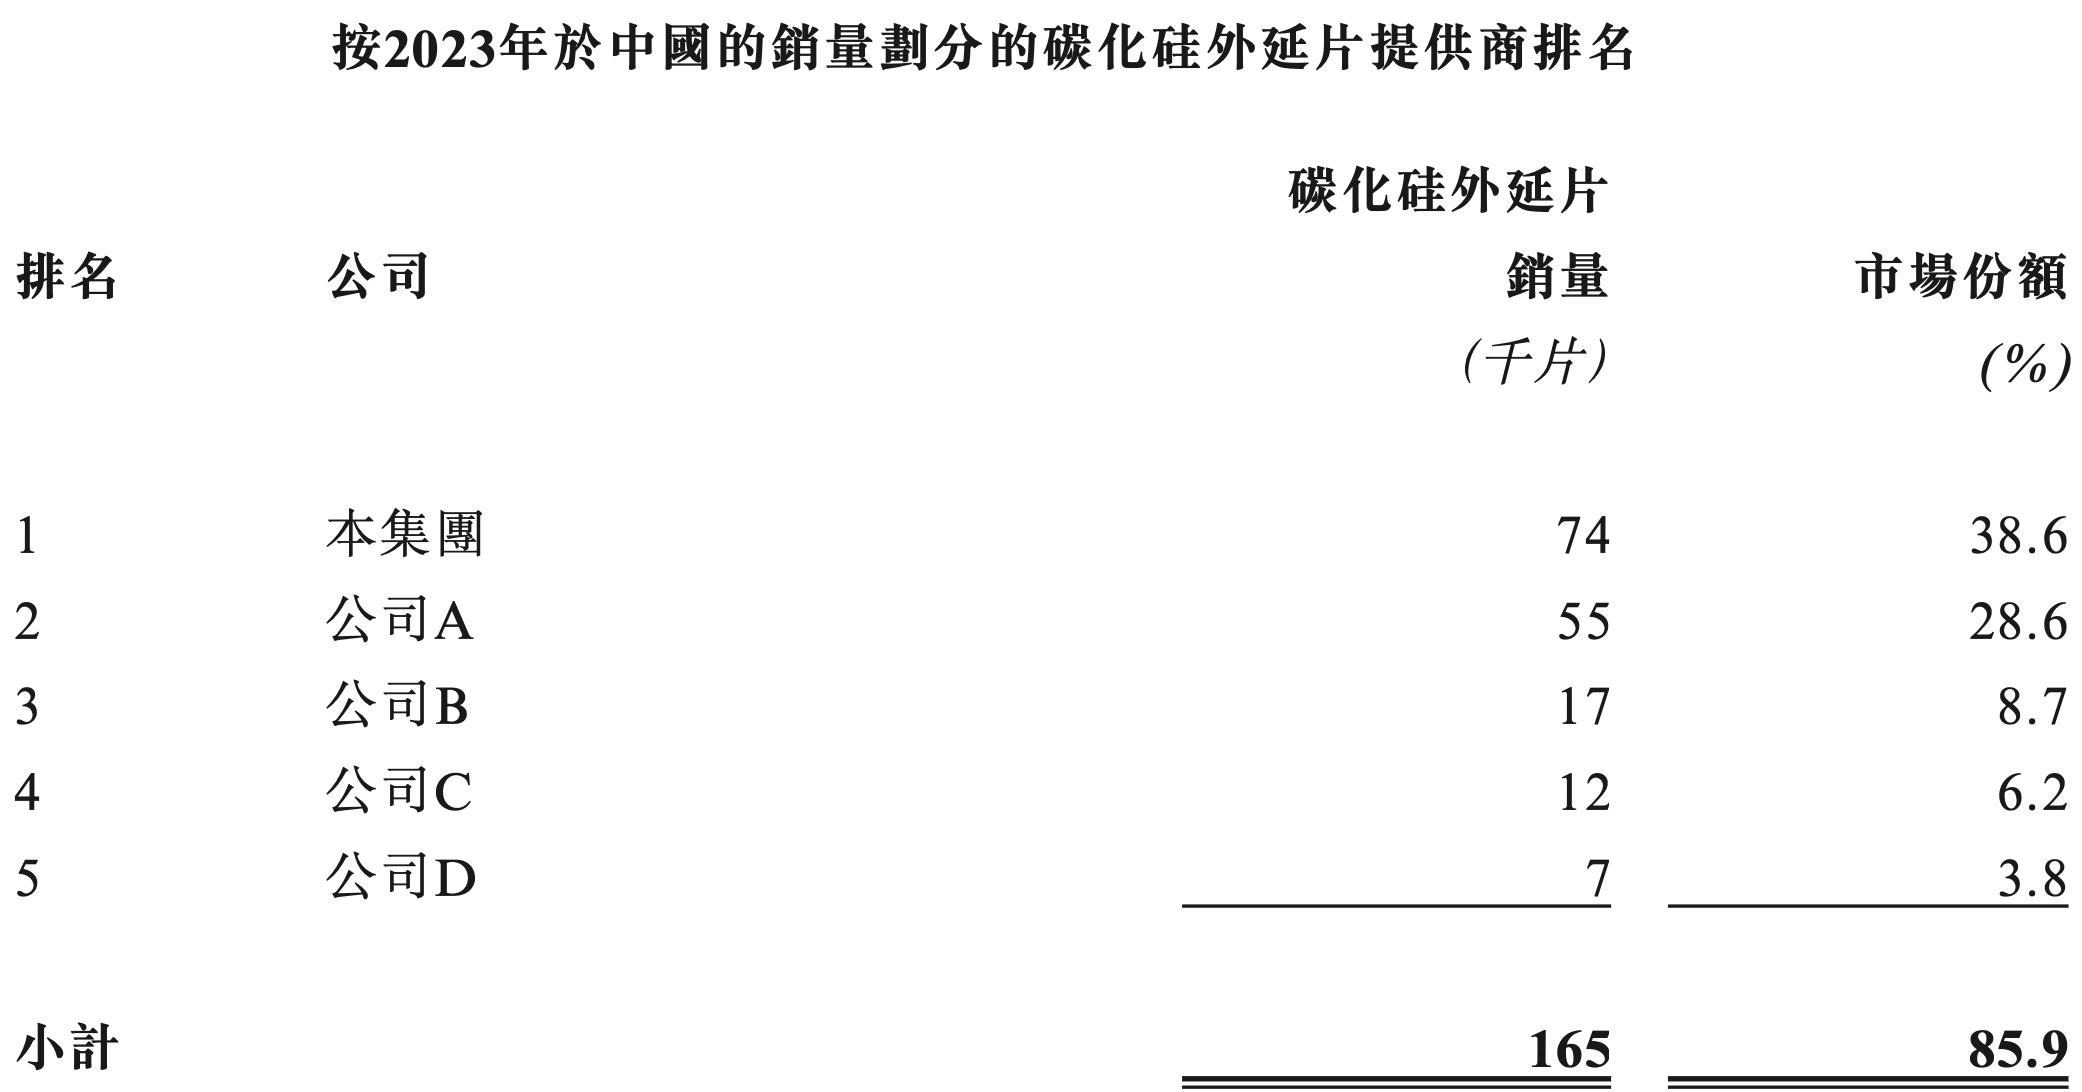 按2023年於中國的銷量劃分的碳化硅外延片提供商排名
碳化硅外延片
排名 公司 銷量 市場份額
(千片) (%)
1 本集團 74 38.6
2 公司A 55 28.6
3 公司B 17 8.7
4 公司C 12 6.2
5 公司D 7 3.8
小計 165 85.9